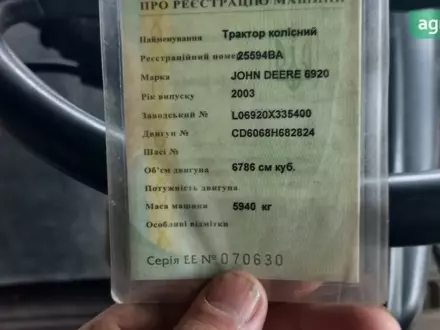 ПРО РЕЄСТРАЦІЮ МАШИНИ
ag
Найменування Трактор колісний
Реєстраційний номер 25594ВА
Марка JOHN DEERE 6920
Рік випуску 2003
Заводський № L06920X335400
Двигун № CD6068H682824
Шасі №
Об'єм двигуна 6786 см куб.
Потужність двигуна
Маса машини 5940 кг
Особливі відмітки
Серія ЕЕ № 070630